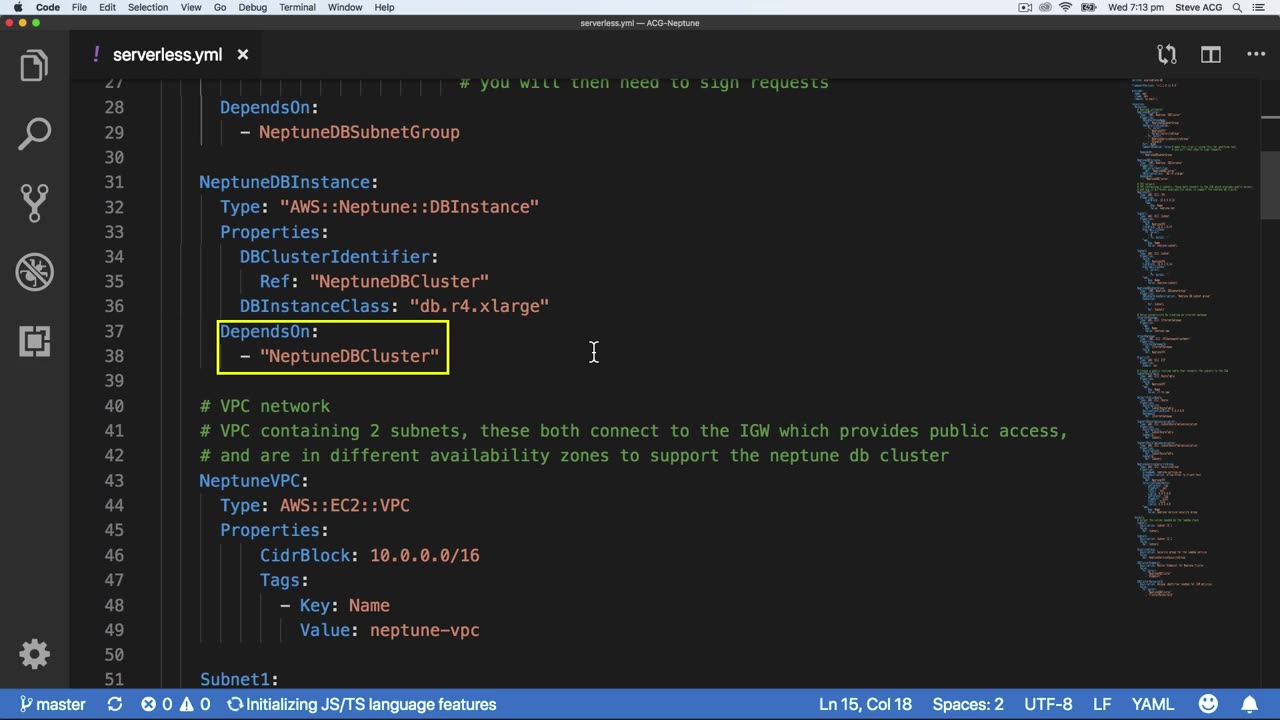 Code File Edit Selection View Go Debug Terminal Window Help Wed 7:13 pm Steve ACG
serverless.yml — ACG-Neptune
! serverless.yml ×
27 # you will then need to sign requests
28 DependsOn:
29 - NeptuneDBSubnetGroup
30
31 NeptuneDBInstance:
32 Type: "AWS::Neptune::DBInstance"
33 Properties:
34 DBClusterIdentifier:
35 Ref: "NeptuneDBCluster"
36 DBInstanceClass: "db.r4.xlarge"
37 DependsOn:
38 - "NeptuneDBCluster"
39
40 # VPC network
41 # VPC containing 2 subnets, these both connect to the IGW which provides public access,
42 # and are in different availability zones to support the neptune db cluster
43 NeptuneVPC:
44 Type: AWS::EC2::VPC
45 Properties:
46 CidrBlock: 10.0.0.0/16
47 Tags:
48 - Key: Name
49 Value: neptune-vpc
50
51 Subnet1:
master 0 0 Initializing JS/TS language features Ln 15, Col 18 Spaces: 2 UTF-8 LF YAML